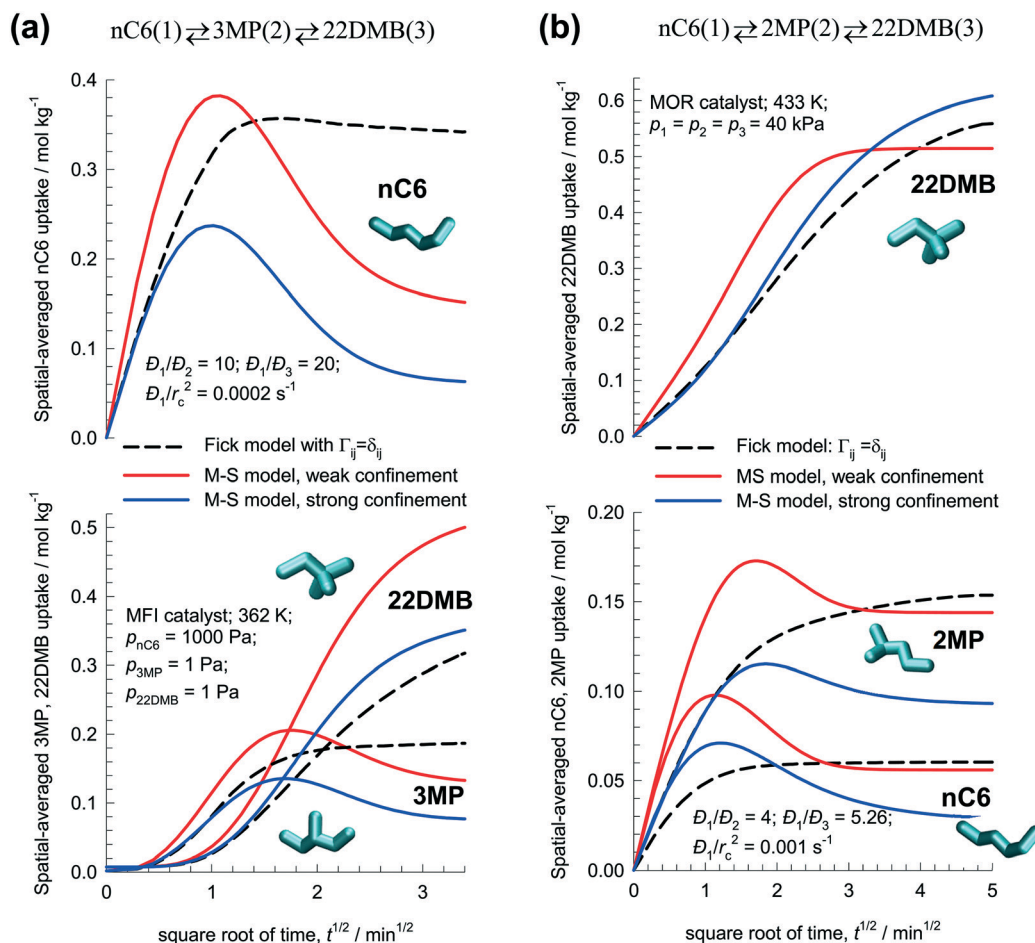 (a)
nC6(1) ⇄ 3MP(2) ⇄ 22DMB(3)
Spatial-averaged nC6 uptake / mol kg⁻¹
0.4
0.3
0.2
0.1
0.0
nC6
Đ₁/Đ₂ = 10; Đ₁/Đ₃ = 20;
Đ₁/r_c² = 0.0002 s⁻¹
Fick model with Γ_ij=δ_ij
M-S model, weak confinement
M-S model, strong confinement
Spatial-averaged 3MP, 22DMB uptake / mol kg⁻¹
0.5
0.4
0.3
0.2
0.1
0.0
22DMB
MFI catalyst; 362 K;
p_nC6 = 1000 Pa;
p_3MP = 1 Pa;
p_22DMB = 1 Pa
3MP
0 1 2 3
square root of time, t^1/2 / min^1/2
(b)
nC6(1) ⇄ 2MP(2) ⇄ 22DMB(3)
Spatial-averaged 22DMB uptake / mol kg⁻¹
0.6
0.5
0.4
0.3
0.2
0.1
0.0
MOR catalyst; 433 K;
p₁ = p₂ = p₃ = 40 kPa
22DMB
Fick model: Γ_ij=δ_ij
MS model, weak confinement
M-S model, strong confinement
Spatial-averaged nC6, 2MP uptake / mol kg⁻¹
0.20
0.15
0.10
0.05
0.00
2MP
nC6
Đ₁/Đ₂ = 4; Đ₁/Đ₃ = 5.26;
Đ₁/r_c² = 0.001 s⁻¹
0 1 2 3 4 5
square root of time, t^1/2 / min^1/2